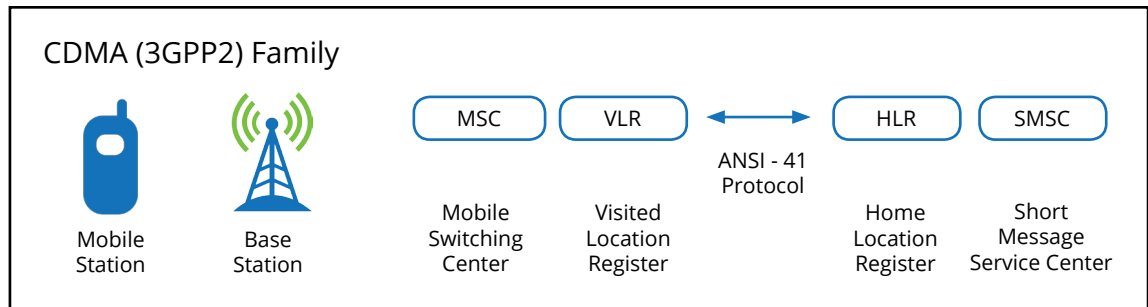 CDMA (3GPP2) Family
MSC
VLR
HLR
SMSC
ANSI - 41
Protocol
Mobile
Station
Base
Station
Mobile
Switching
Center
Visited
Location
Register
Home
Location
Register
Short
Message
Service Center